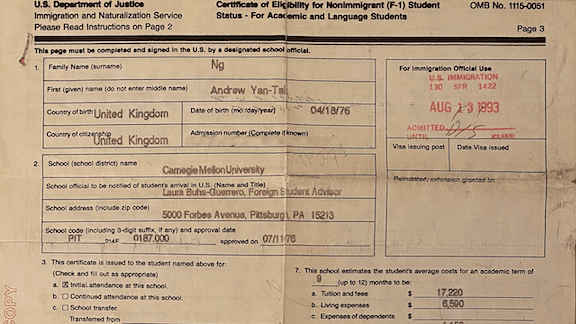 U.S. Department of Justice
Immigration and Naturalization Service
Please Read Instructions on Page 2
Certificate of Eligibility for Nonimmigrant (F-1) Student
Status - For Academic and Language Students
OMB No. 1115-0051
Page 3
This page must be completed and signed in the U.S. by a designated school official.
1. Family Name (surname)
Ng
First (given) name (do not enter middle name)
Andrew Yan-Tak
Country of birth United Kingdom
Date of birth (mo./day/year) 04/18/76
Country of citizenship United Kingdom
Admission number (Complete if known)
For Immigration Official Use
U.S. IMMIGRATION
130 SFR 1422
AUG 13 1993
ADMITTED
UNTIL
(CLASS)
Visa issuing post
Date Visa issued
Reinstated, extension granted to:
2. School (school district) name
Carnegie Mellon University
School official to be notified of student's arrival in U.S. (Name and Title)
Laura Buhs-Guerrero, Foreign Student Advisor
School address (include zip code)
5000 Forbes Avenue, Pittsburgh, PA 15213
School code (including 3-digit suffix, if any) and approval date
PIT 214F 0187.000 approved on 07/11/76
3. This certificate is issued to the student named above for:
(Check and fill out as appropriate)
a. ☒ Initial attendance at this school.
b. ☐ Continued attendance at this school.
c. ☐ School transfer.
Transferred from
7. This school estimates the student's average costs for an academic term of
9 (up to 12) months to be:
a. Tuition and fees $ 17,220
b. Living expenses $ 6,590
c. Expenses of dependents $
COPY